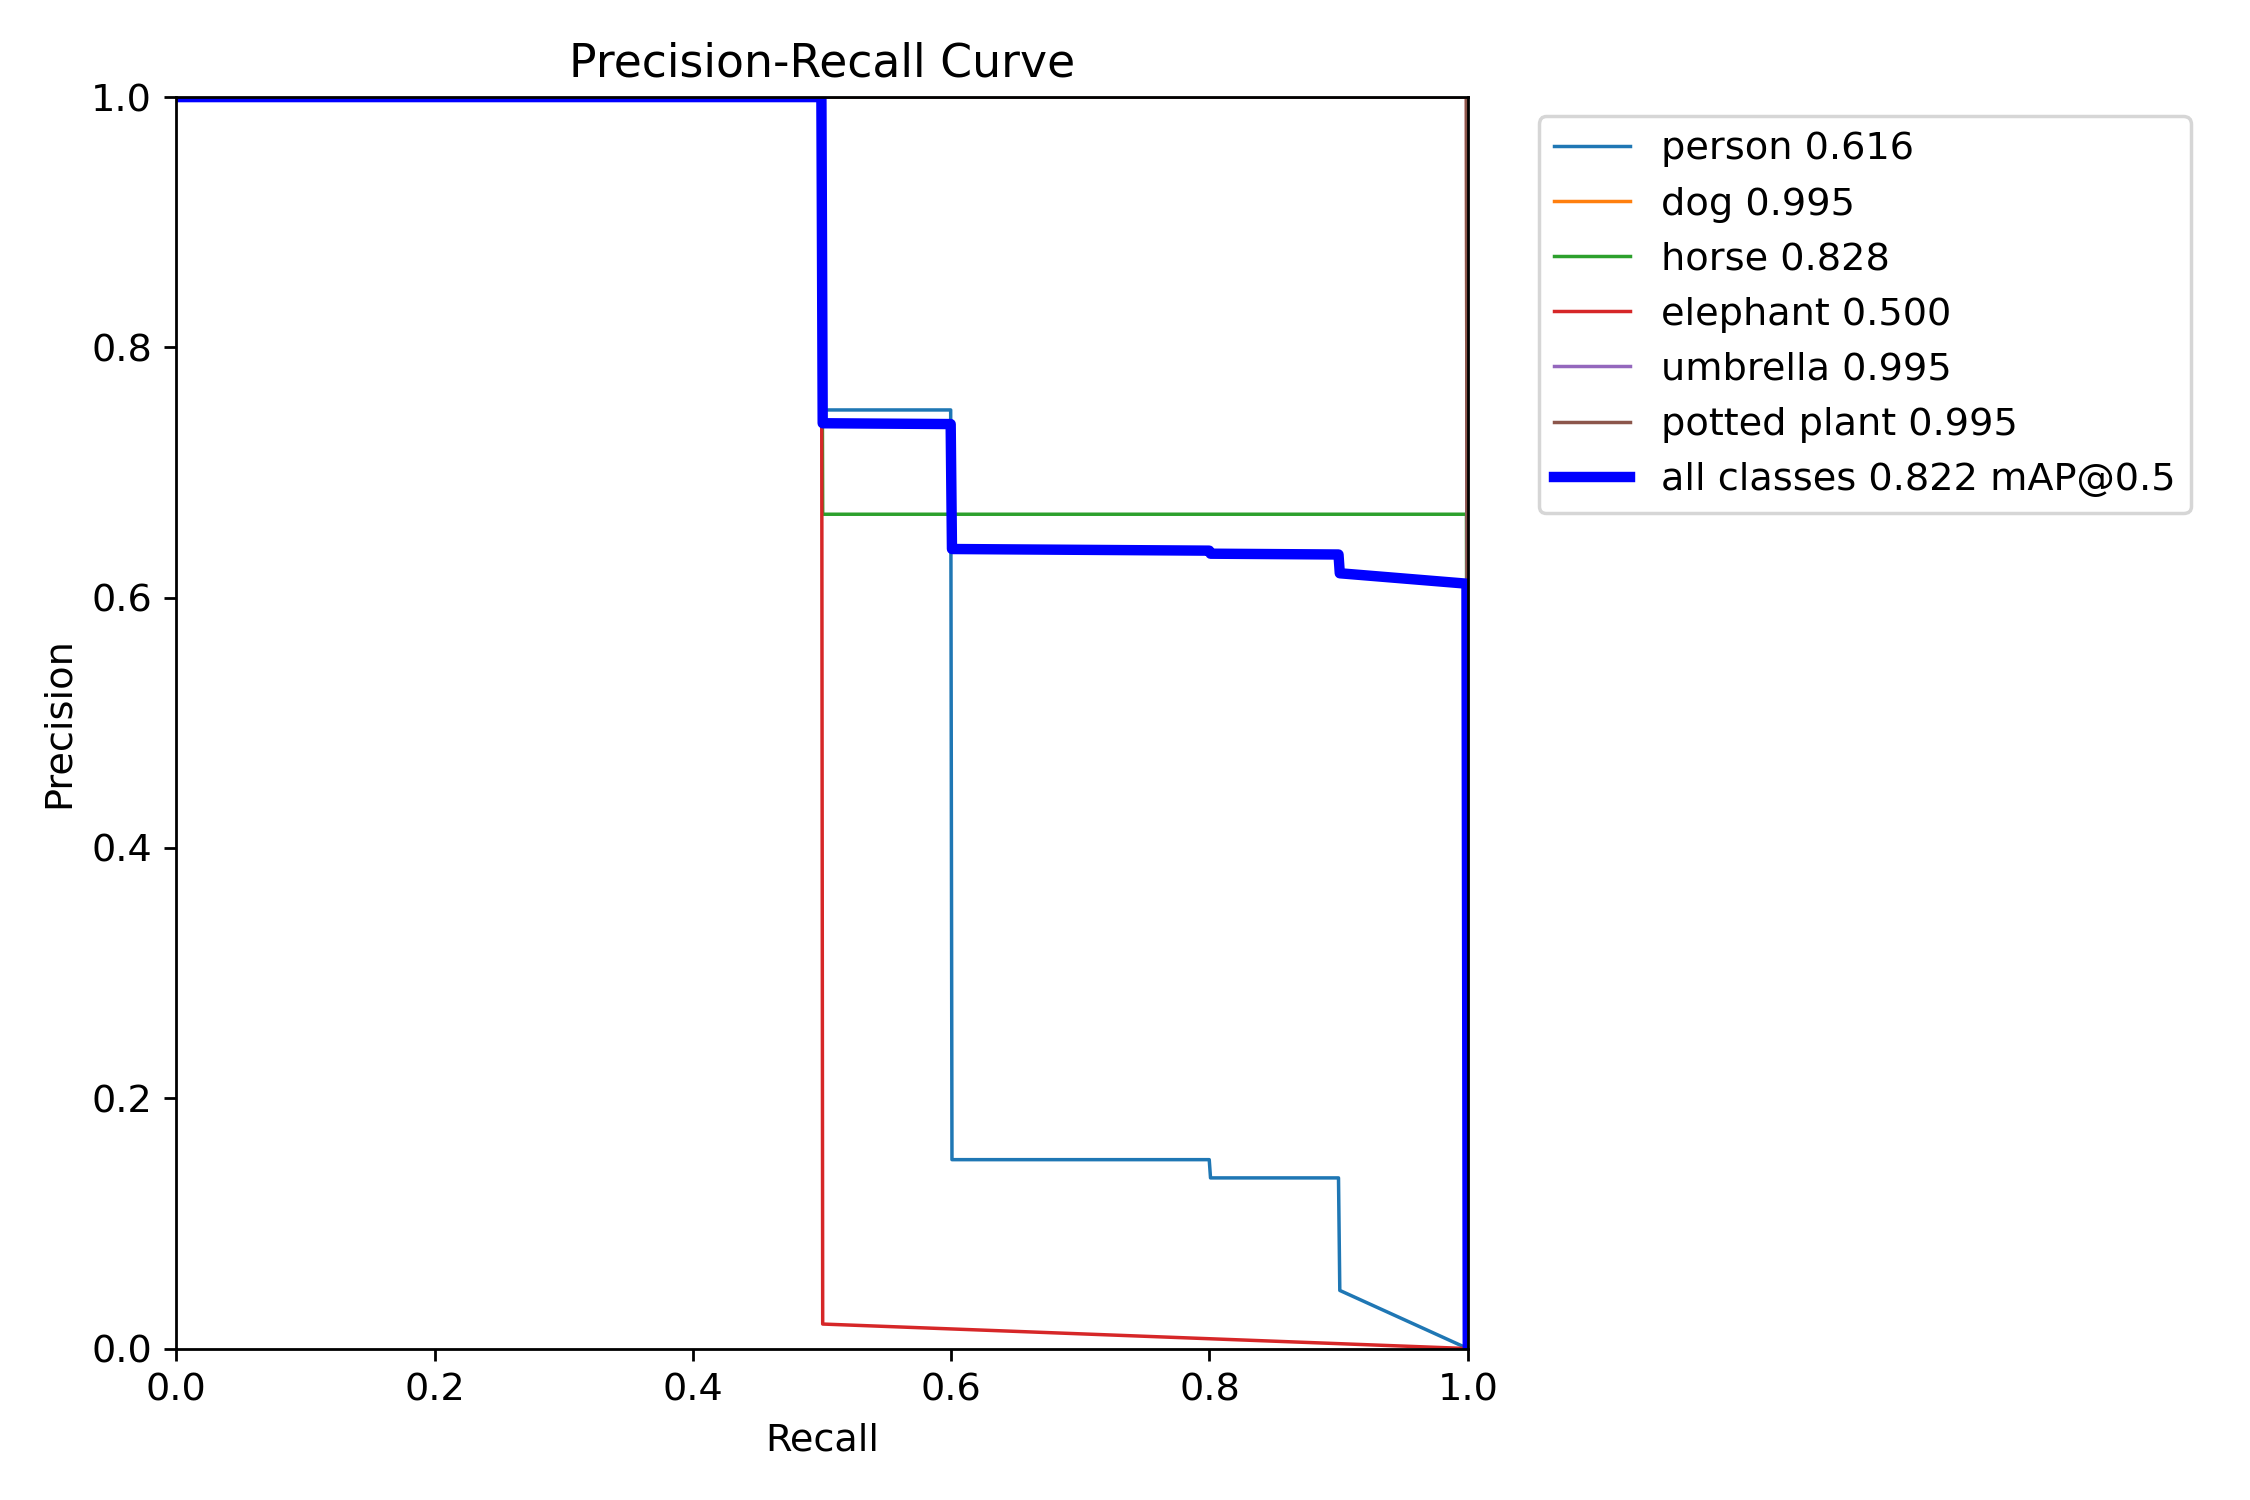 Precision-Recall Curve
1.0
0.8
0.6
0.4
0.2
0.0
Precision
0.0 0.2 0.4 0.6 0.8 1.0
Recall
person 0.616
dog 0.995
horse 0.828
elephant 0.500
umbrella 0.995
potted plant 0.995
all classes 0.822 mAP@0.5